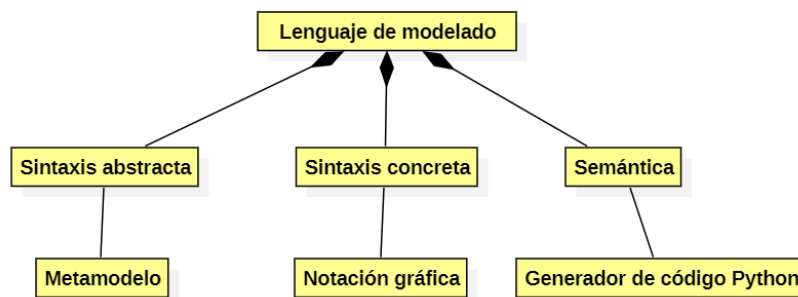 Lenguaje de modelado
Sintaxis abstracta
Sintaxis concreta
Semántica
Metamodelo
Notación gráfica
Generador de código Python